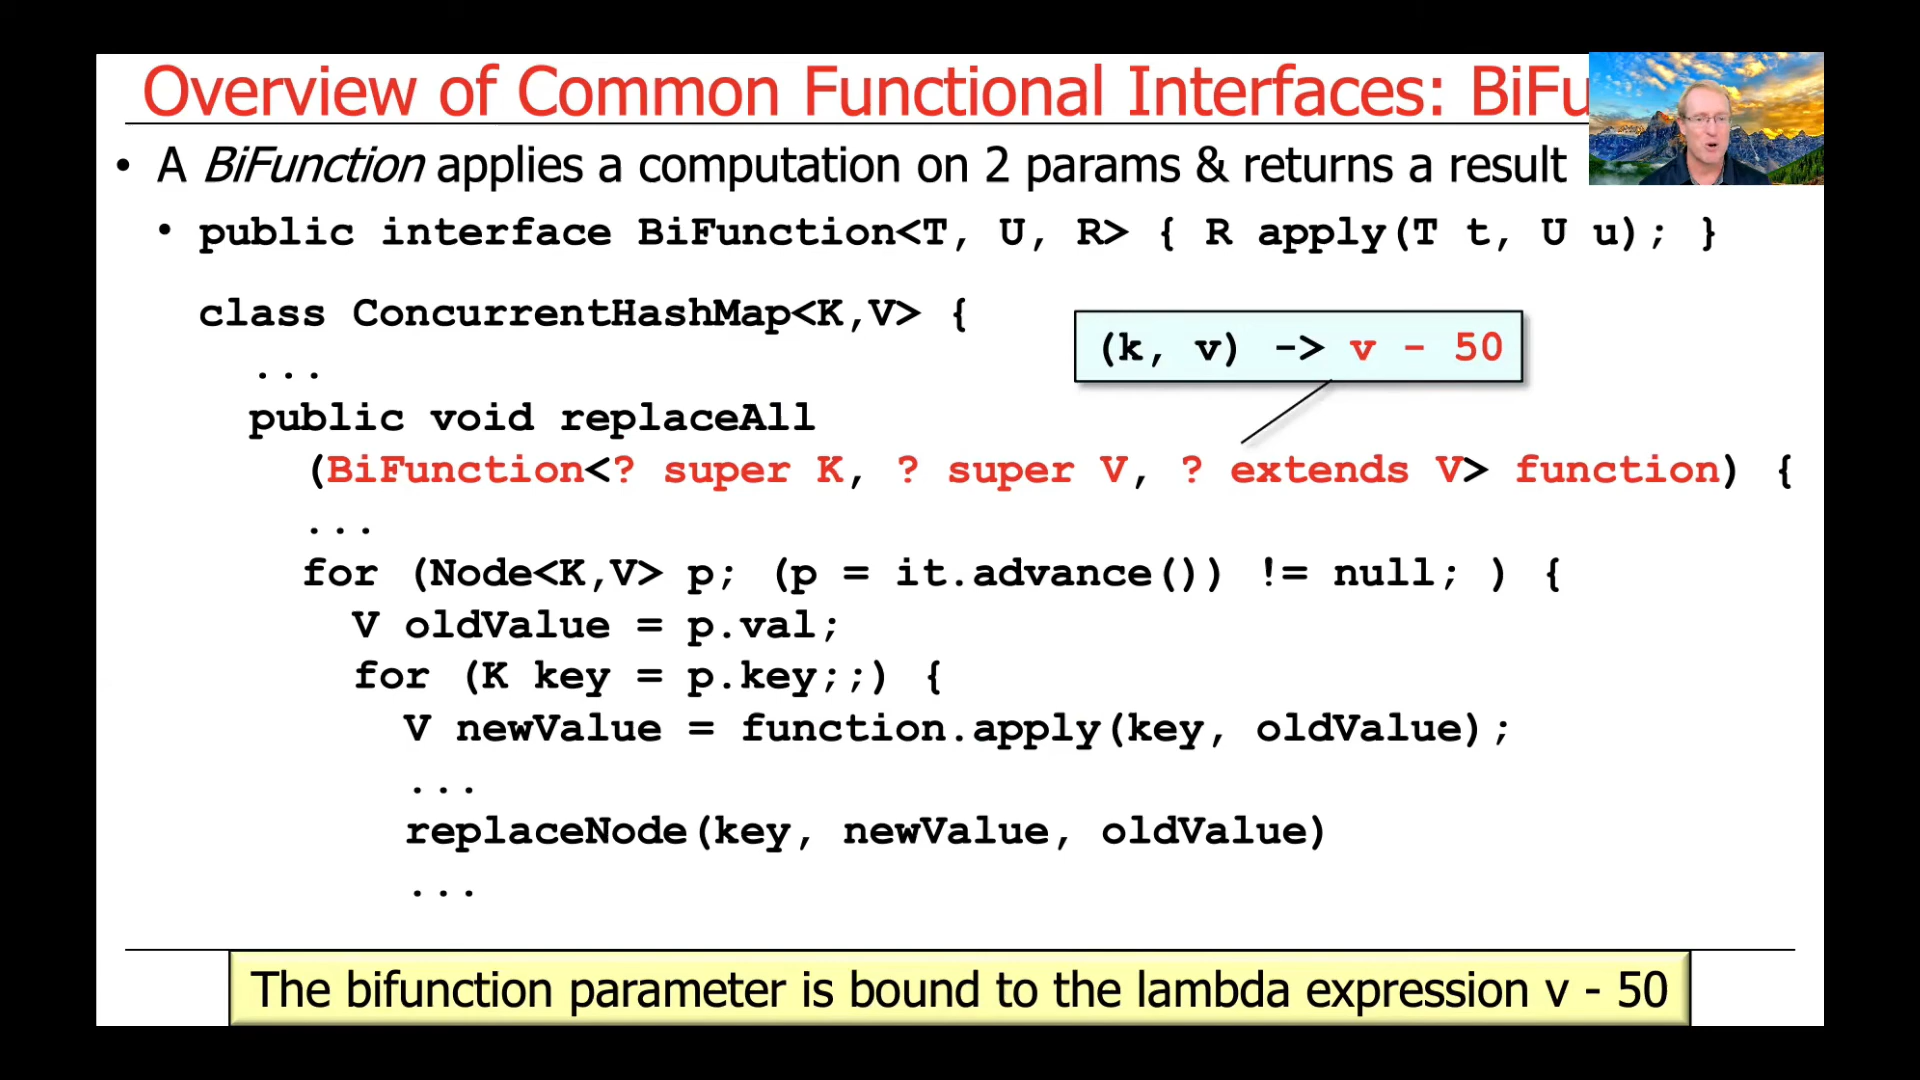 Overview of Common Functional Interfaces: BiFu
• A BiFunction applies a computation on 2 params & returns a result
• public interface BiFunction<T, U, R> { R apply(T t, U u); }
class ConcurrentHashMap<K,V> {
(k, v) -> v - 50
...
public void replaceAll
(BiFunction<? super K, ? super V, ? extends V> function) {
...
for (Node<K,V> p; (p = it.advance()) != null; ) {
V oldValue = p.val;
for (K key = p.key;;) {
V newValue = function.apply(key, oldValue);
...
replaceNode(key, newValue, oldValue)
...
The bifunction parameter is bound to the lambda expression v - 50